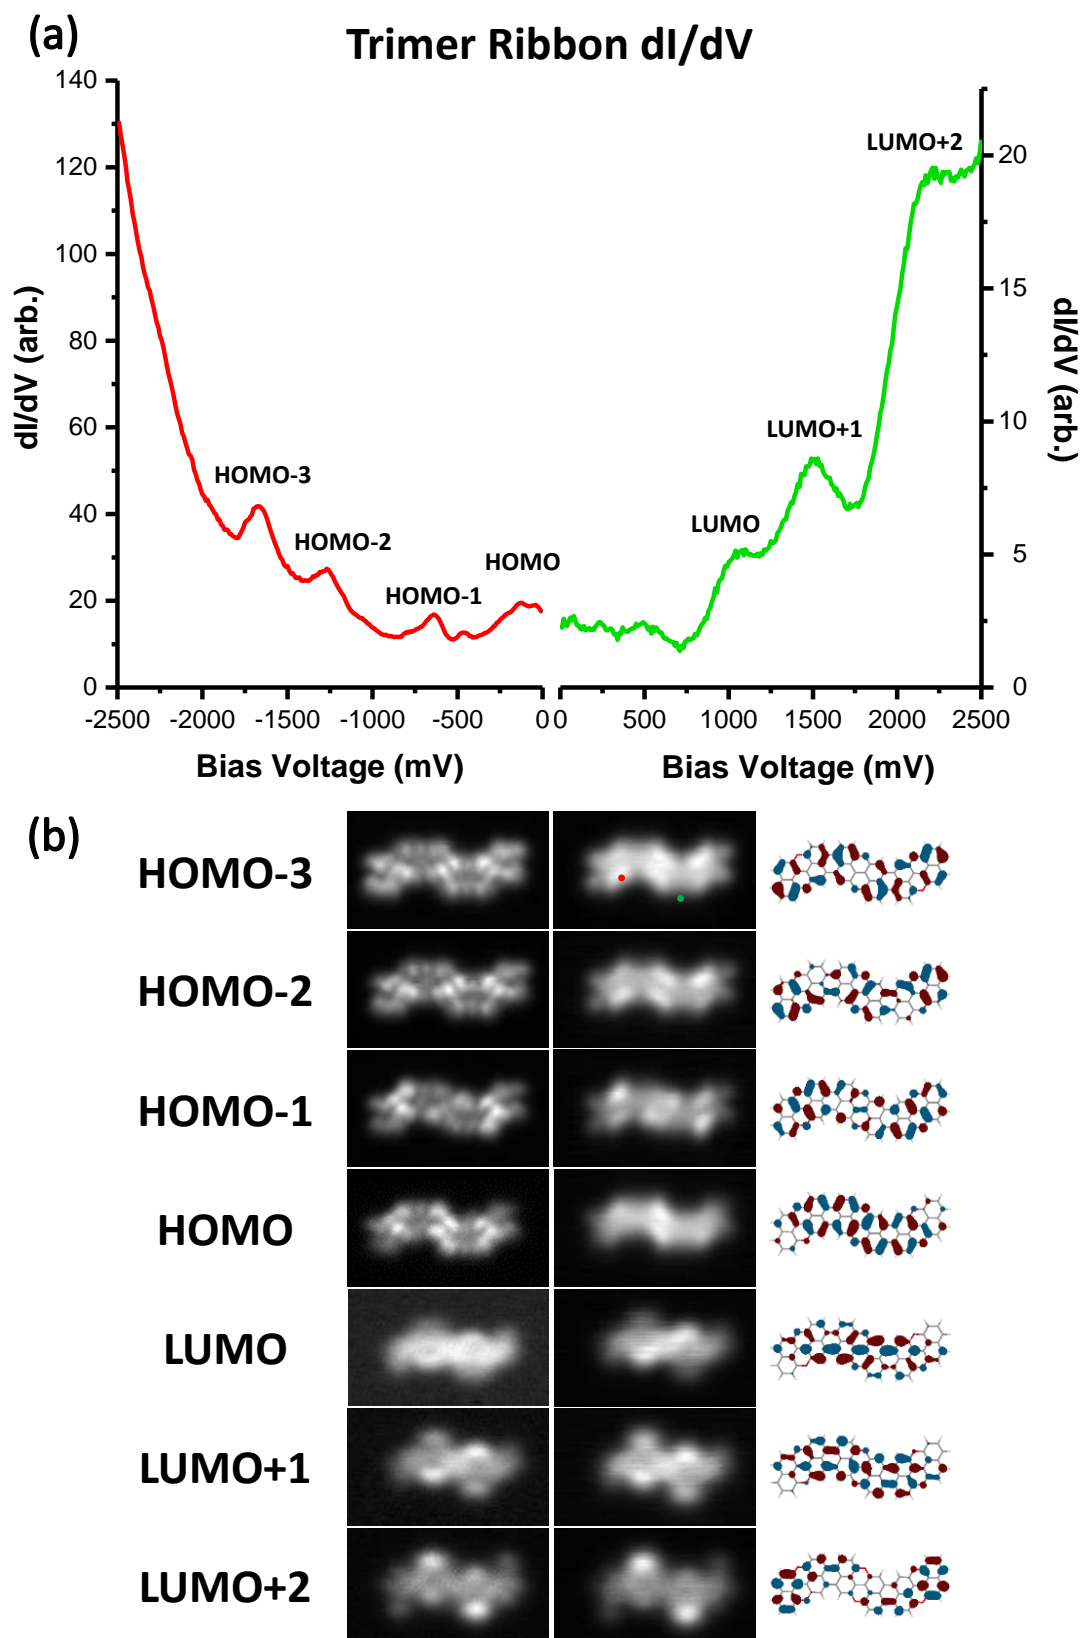 (a)
Trimer Ribbon dI/dV
140
120
100
80
60
40
20
0
dI/dV (arb.)
HOMO-3
HOMO-2
HOMO-1
HOMO
-2500 -2000 -1500 -1000 -500 0
Bias Voltage (mV)
LUMO
LUMO+1
LUMO+2
20
15
10
5
0
dI/dV (arb.)
0 500 1000 1500 2000 2500
Bias Voltage (mV)
(b)
HOMO-3
HOMO-2
HOMO-1
HOMO
LUMO
LUMO+1
LUMO+2